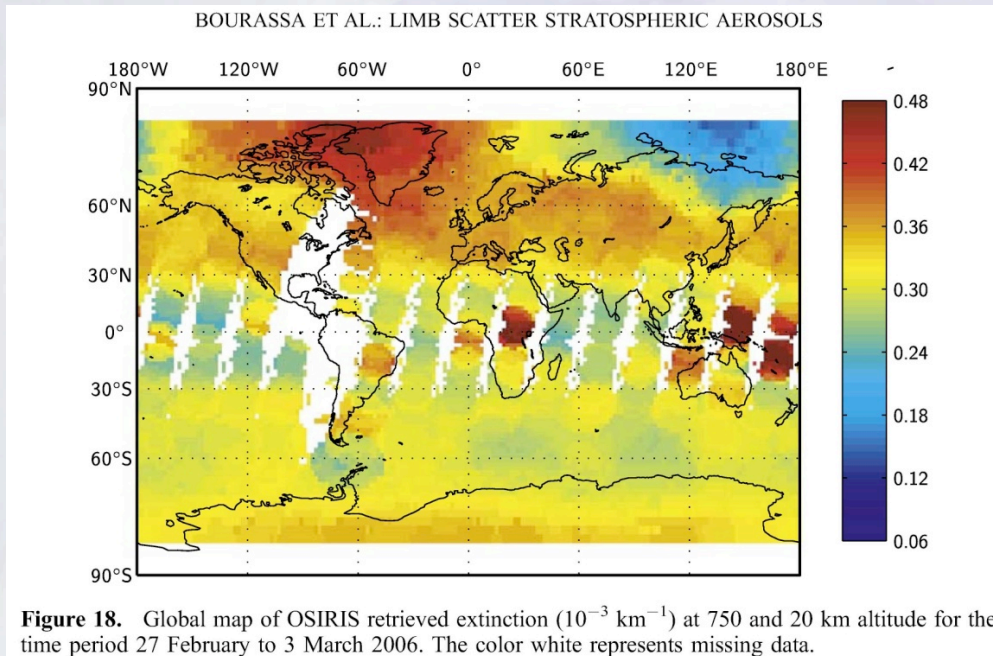 BOURASSA ET AL.: LIMB SCATTER STRATOSPHERIC AEROSOLS
180°W 120°W 60°W 0° 60°E 120°E 180°E
90°N
60°N
30°N
0°
30°S
60°S
90°S
0.48
0.42
0.36
0.30
0.24
0.18
0.12
0.06
Figure 18. Global map of OSIRIS retrieved extinction (10⁻³ km⁻¹) at 750 and 20 km altitude for the
time period 27 February to 3 March 2006. The color white represents missing data.